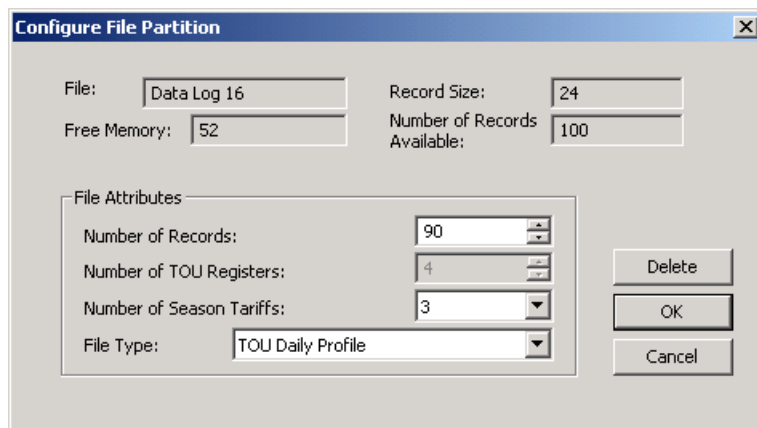 Configure File Partition
File: Data Log 16 Record Size: 24
Free Memory: 52 Number of Records Available: 100
File Attributes
Number of Records: 90
Number of TOU Registers: 4
Number of Season Tariffs: 3
File Type: TOU Daily Profile
Delete
OK
Cancel